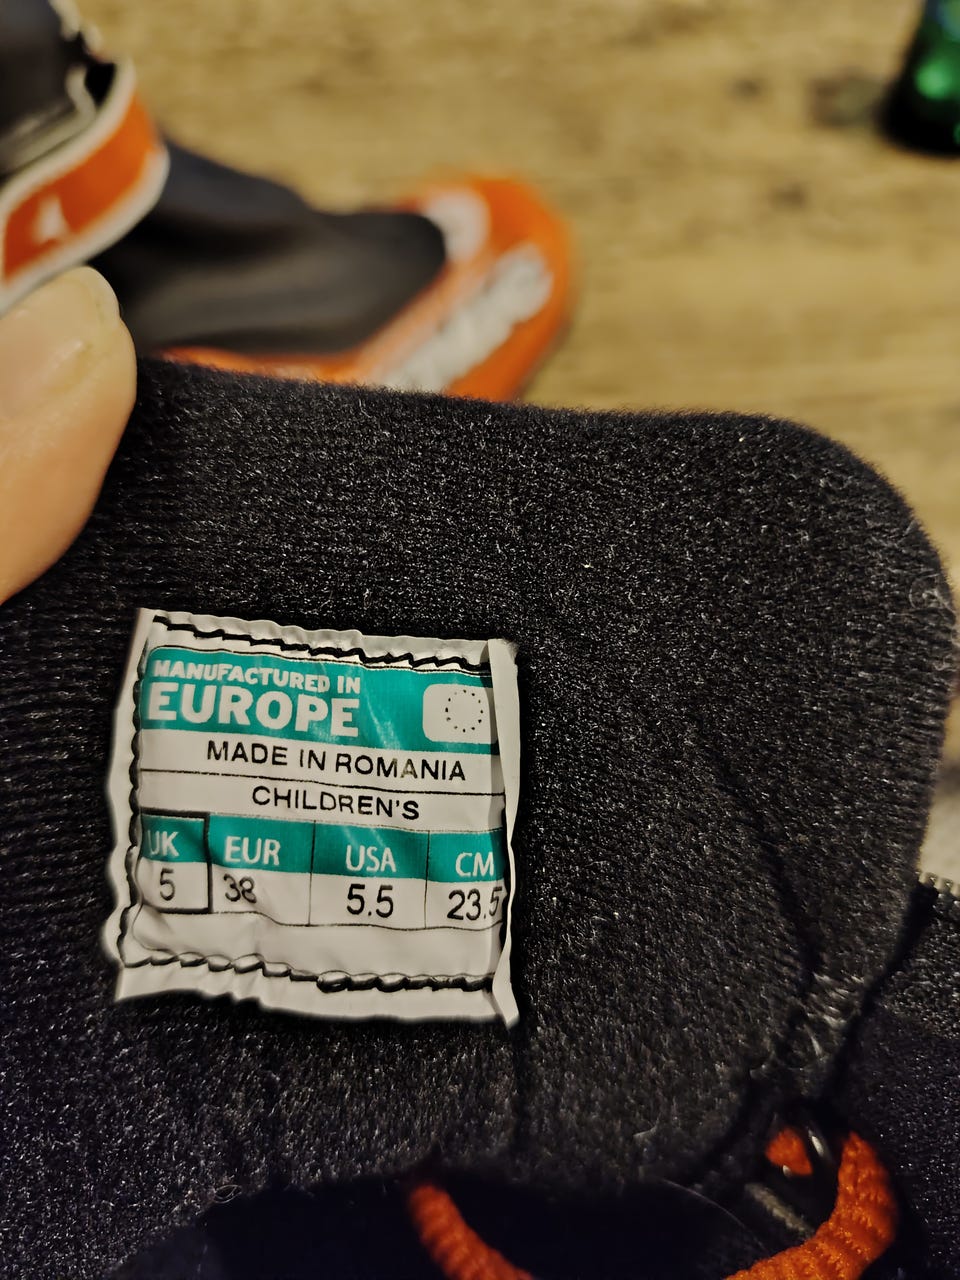 MANUFACTURED IN
EUROPE
MADE IN ROMANIA
CHILDREN'S
UK EUR USA CM
5 38 5.5 23.5